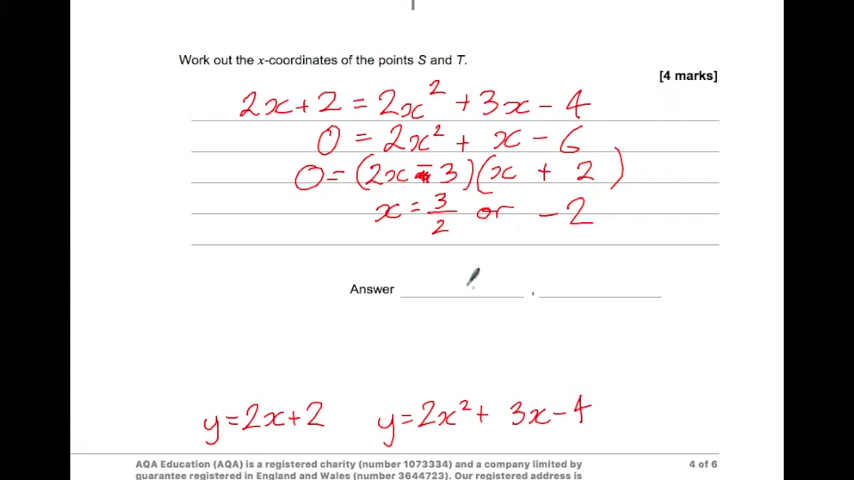 Work out the x-coordinates of the points S and T.
[4 marks]
2x + 2 = 2x² + 3x - 4
0 = 2x² + x - 6
0 = (2x - 3)(x + 2)
x = 3/2 or -2
Answer ,
y = 2x + 2 y = 2x² + 3x - 4
AQA Education (AQA) is a registered charity (number 1073334) and a company limited by 4 of 6
guarantee registered in England and Wales (number 3644723). Our registered address is